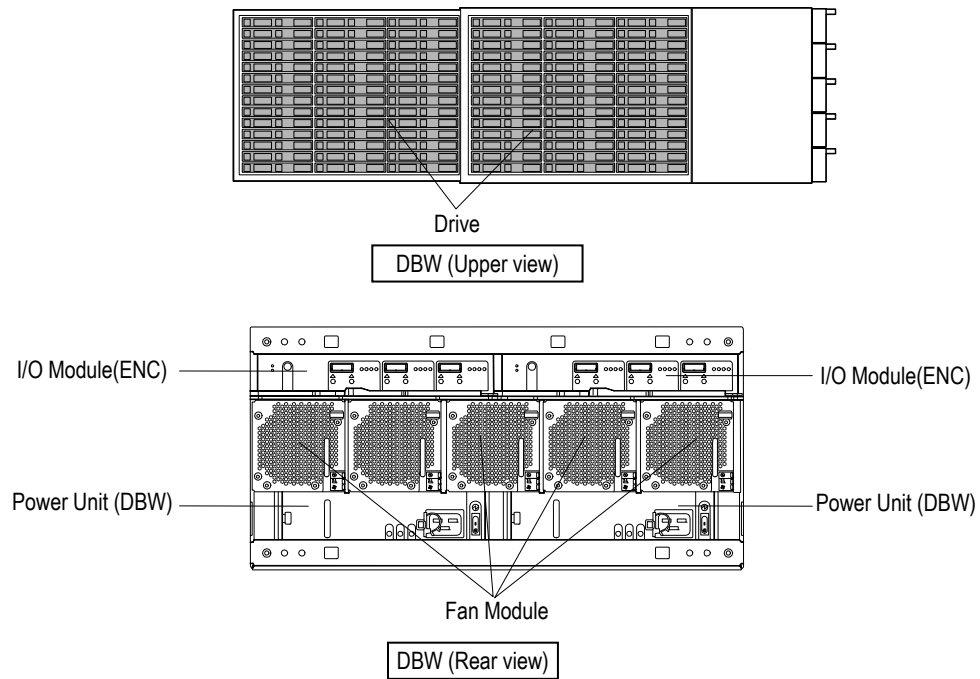 Drive
DBW (Upper view)
I/O Module(ENC)
I/O Module(ENC)
Power Unit (DBW)
Power Unit (DBW)
Fan Module
DBW (Rear view)